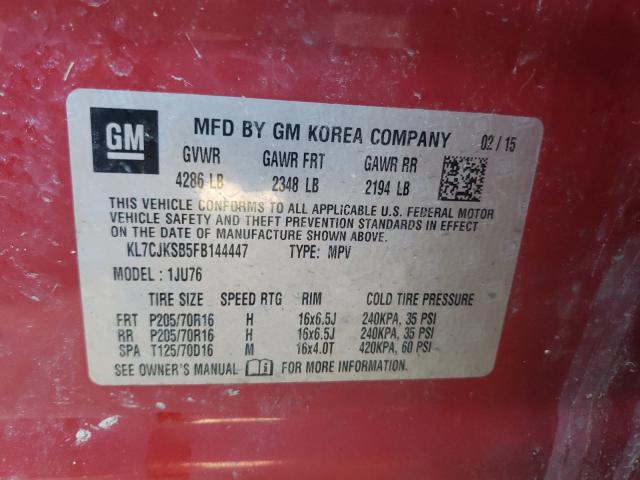 GM
MFD BY GM KOREA COMPANY 02 / 15
GVWR GAWR FRT GAWR RR
4286 LB 2348 LB 2194 LB
THIS VEHICLE CONFORMS TO ALL APPLICABLE U.S. FEDERAL MOTOR
VEHICLE SAFETY AND THEFT PREVENTION STANDARDS IN EFFECT
ON THE DATE OF MANUFACTURE SHOWN ABOVE.
KL7CJKSB5FB144447 TYPE: MPV
MODEL : 1JU76
TIRE SIZE SPEED RTG RIM COLD TIRE PRESSURE
FRT P205/70R16 H 16x6.5J 240KPA, 35 PSI
RR P205/70R16 H 16x6.5J 240KPA, 35 PSI
SPA T125/70D16 M 16x4.0T 420KPA, 60 PSI
SEE OWNER'S MANUAL FOR MORE INFORMATION